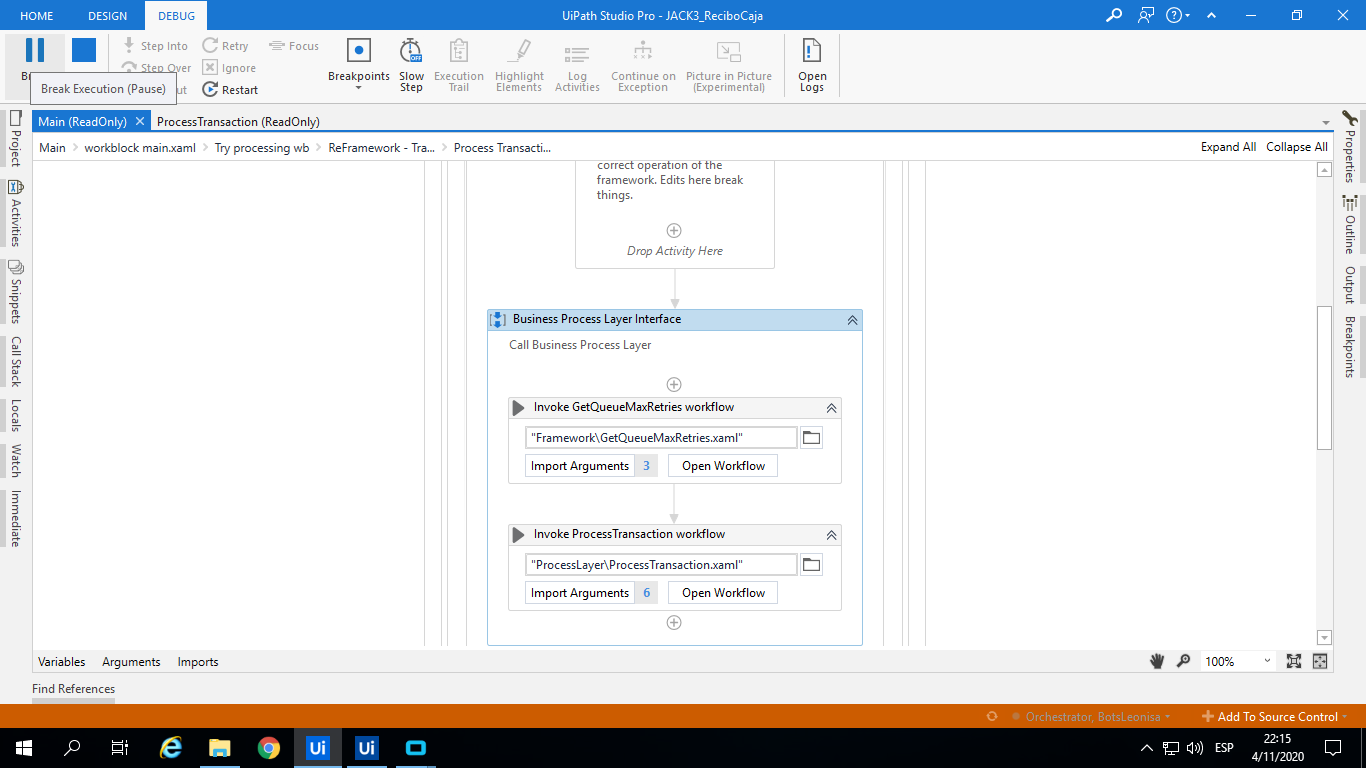 HOME DESIGN DEBUG UiPath Studio Pro - JACK3_ReciboCaja
Step Into Retry Focus
Step Over Ignore
Restart
Breakpoints
Slow Step
Execution Trail
Highlight Elements
Log Activities
Continue on Exception
Picture in Picture (Experimental)
Open Logs
Break Execution (Pause)
Main (ReadOnly) ProcessTransaction (ReadOnly)
Main > workblock main.xaml > Try processing wb > ReFramework - Tra... > Process Transacti... Expand All Collapse All
Project
Activities
Snippets
Call Stack
Locals
Watch
Immediate
correct operation of the
framework. Edits here break
things.
Drop Activity Here
Business Process Layer Interface
Call Business Process Layer
Invoke GetQueueMaxRetries workflow
"Framework\GetQueueMaxRetries.xaml"
Import Arguments 3 Open Workflow
Invoke ProcessTransaction workflow
"ProcessLayer\ProcessTransaction.xaml"
Import Arguments 6 Open Workflow
Properties
Outline
Output
Breakpoints
Variables Arguments Imports 100%
Find References
Orchestrator, BotsLeonisa Add To Source Control
Ui Ui ESP
22:15
4/11/2020